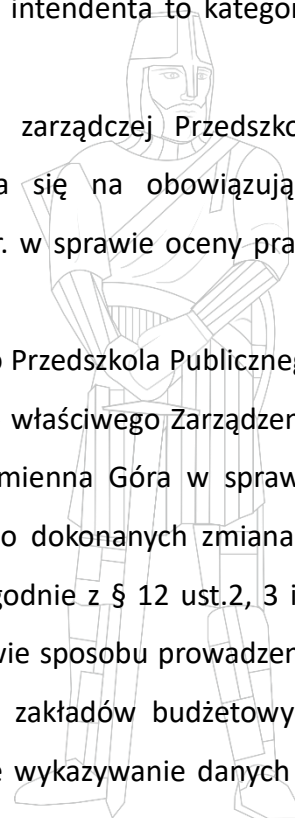 intendenta to kategor
zarządczej Przedszko
a się na obowiązują
r. w sprawie oceny pra
o Przedszkola Publiczneg
właściwego Zarządzen
mienna Góra w spraw
o dokonanych zmiana
godnie z § 12 ust.2, 3 i
wie sposobu prowadzen
zakładów budżetowy
e wykazywanie danych